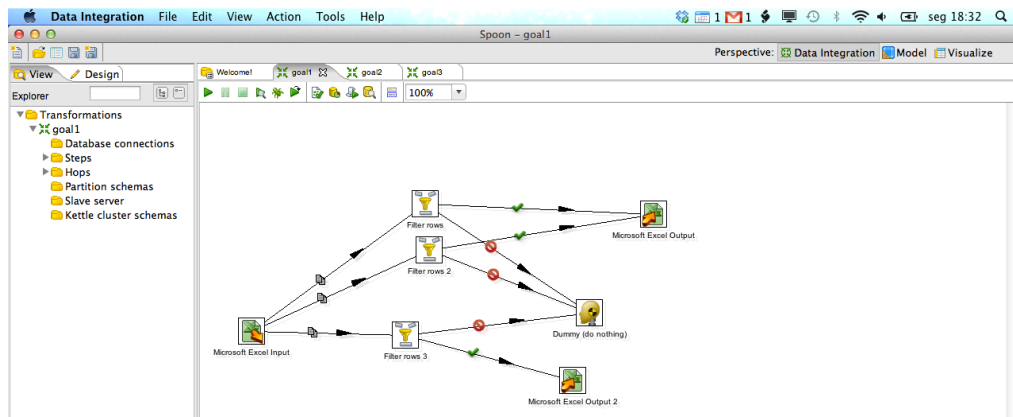 Data Integration File Edit View Action Tools Help 1 1 seg 18:32
Spoon – goal1
Perspective: Data Integration Model Visualize
View Design Welcome! goal1 goal2 goal3
Explorer 100%
Transformations
goal1
Database connections
Steps
Hops
Partition schemas
Slave server
Kettle cluster schemas
Filter rows
Microsoft Excel Output
Filter rows 2
Dummy (do nothing)
Microsoft Excel Input
Filter rows 3
Microsoft Excel Output 2